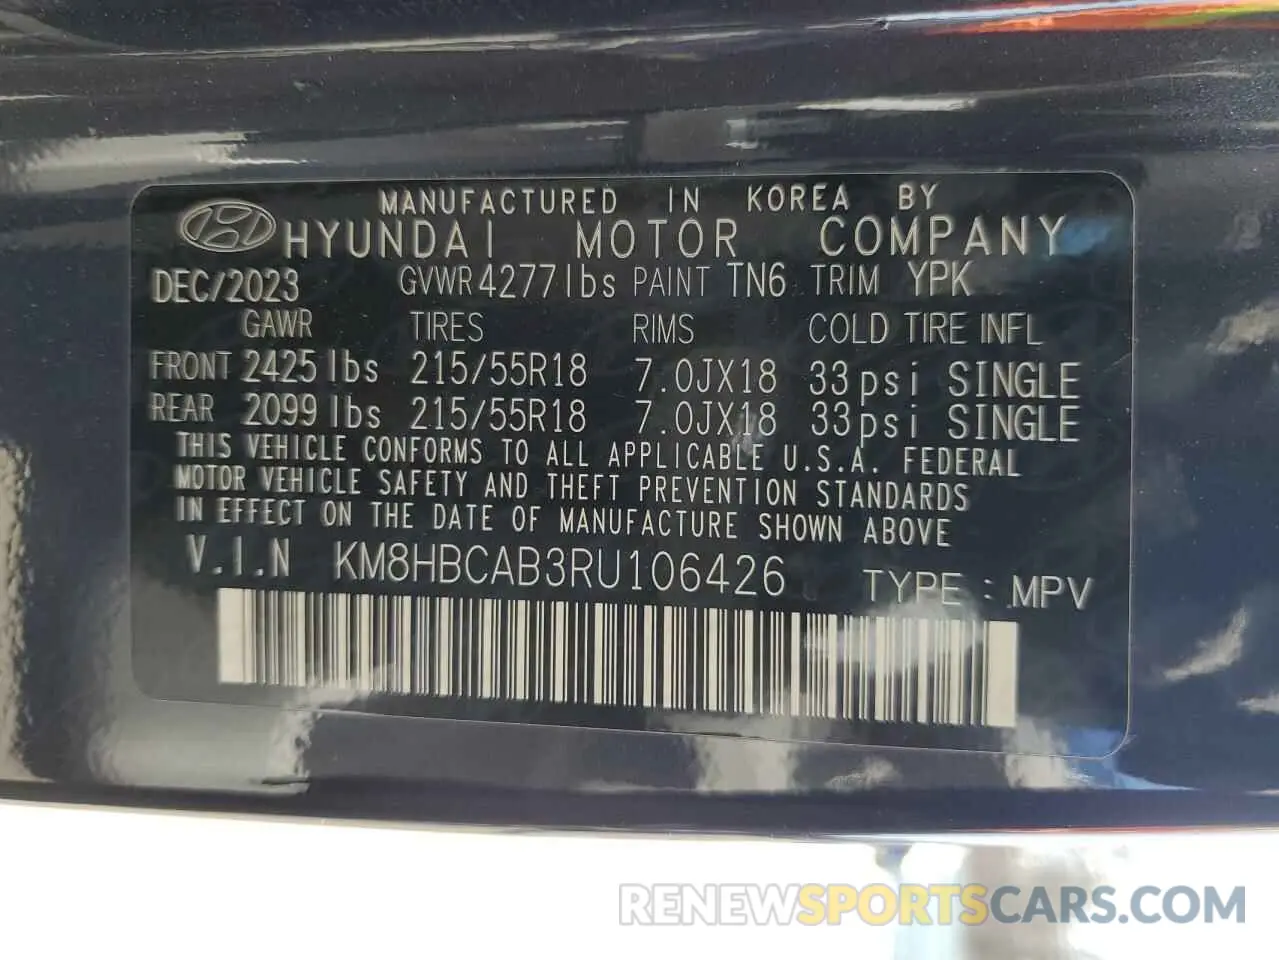 MANUFACTURED IN KOREA BY
HYUNDAI MOTOR COMPANY
DEC/2023 GVWR 4277lbs PAINT TN6 TRIM YPK
GAWR TIRES RIMS COLD TIRE INFL
FRONT 2425 lbs 215/55R18 7.0JX18 33psi SINGLE
REAR 2099 lbs 215/55R18 7.0JX18 33psi SINGLE
THIS VEHICLE CONFORMS TO ALL APPLICABLE U.S.A. FEDERAL
MOTOR VEHICLE SAFETY AND THEFT PREVENTION STANDARDS
IN EFFECT ON THE DATE OF MANUFACTURE SHOWN ABOVE
V.I.N KM8HBCAB3RU106426 TYPE : MPV
RENEWSPORTSCARS.COM